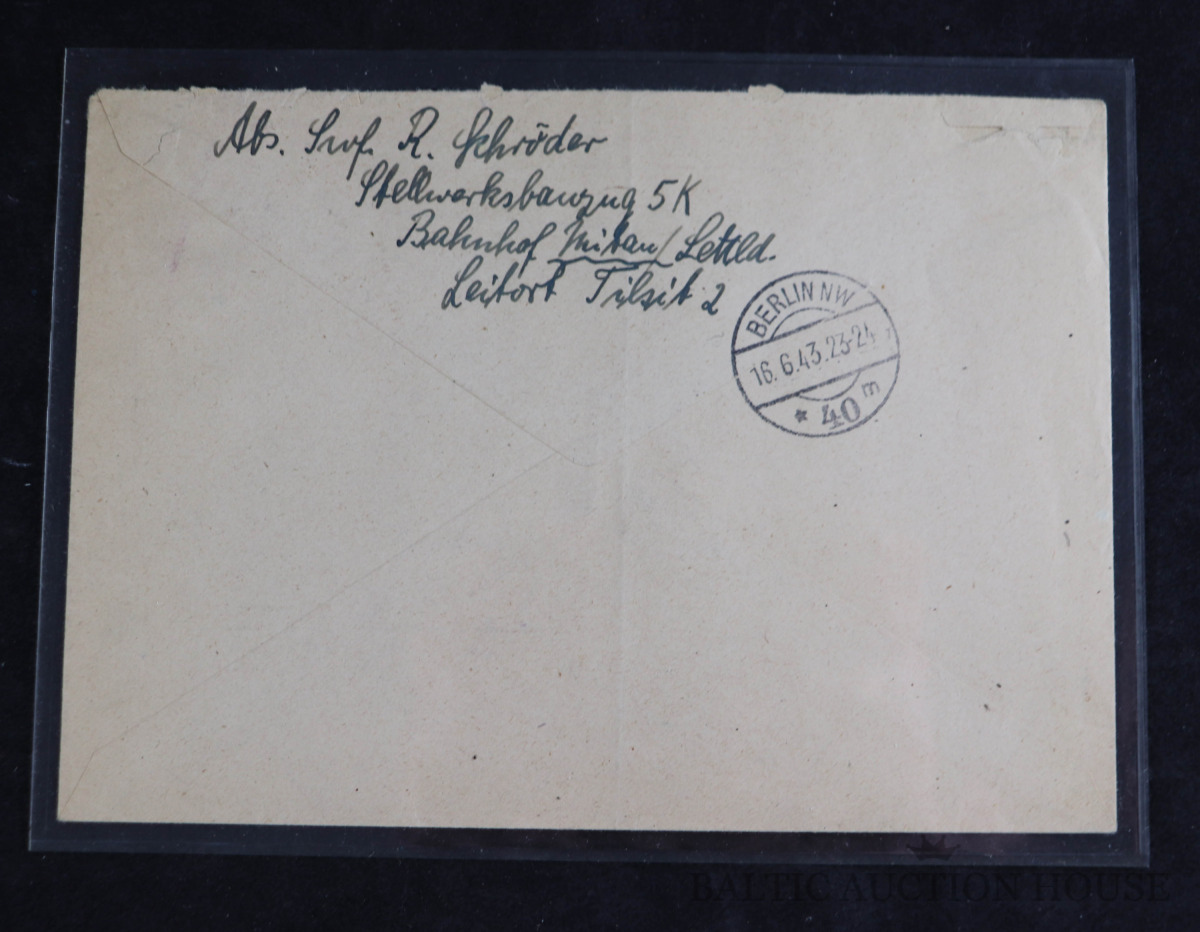 Abs. Prof. R. Schröder
Stellwerksbauzug 5K
Bahnhof Mitau/Lettld.
Leitort Tilsit 2
BERLIN NW
16.6.43.23-24
* 40 m
BALTIC AUCTION HOUSE